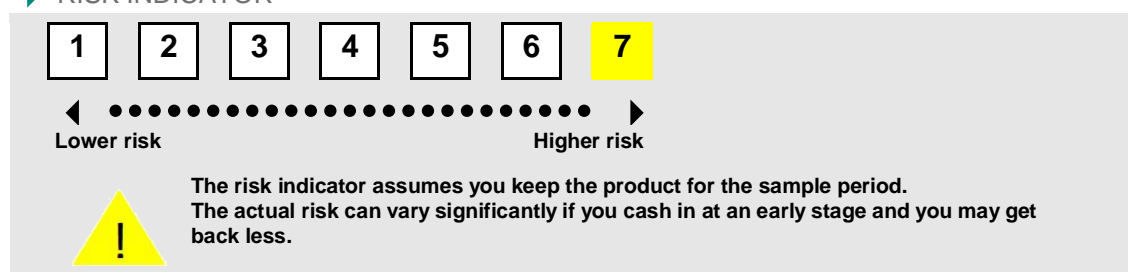 RISK INDICATOR
1 2 3 4 5 6 7
Lower risk Higher risk
The risk indicator assumes you keep the product for the sample period.
The actual risk can vary significantly if you cash in at an early stage and you may get
back less.
!